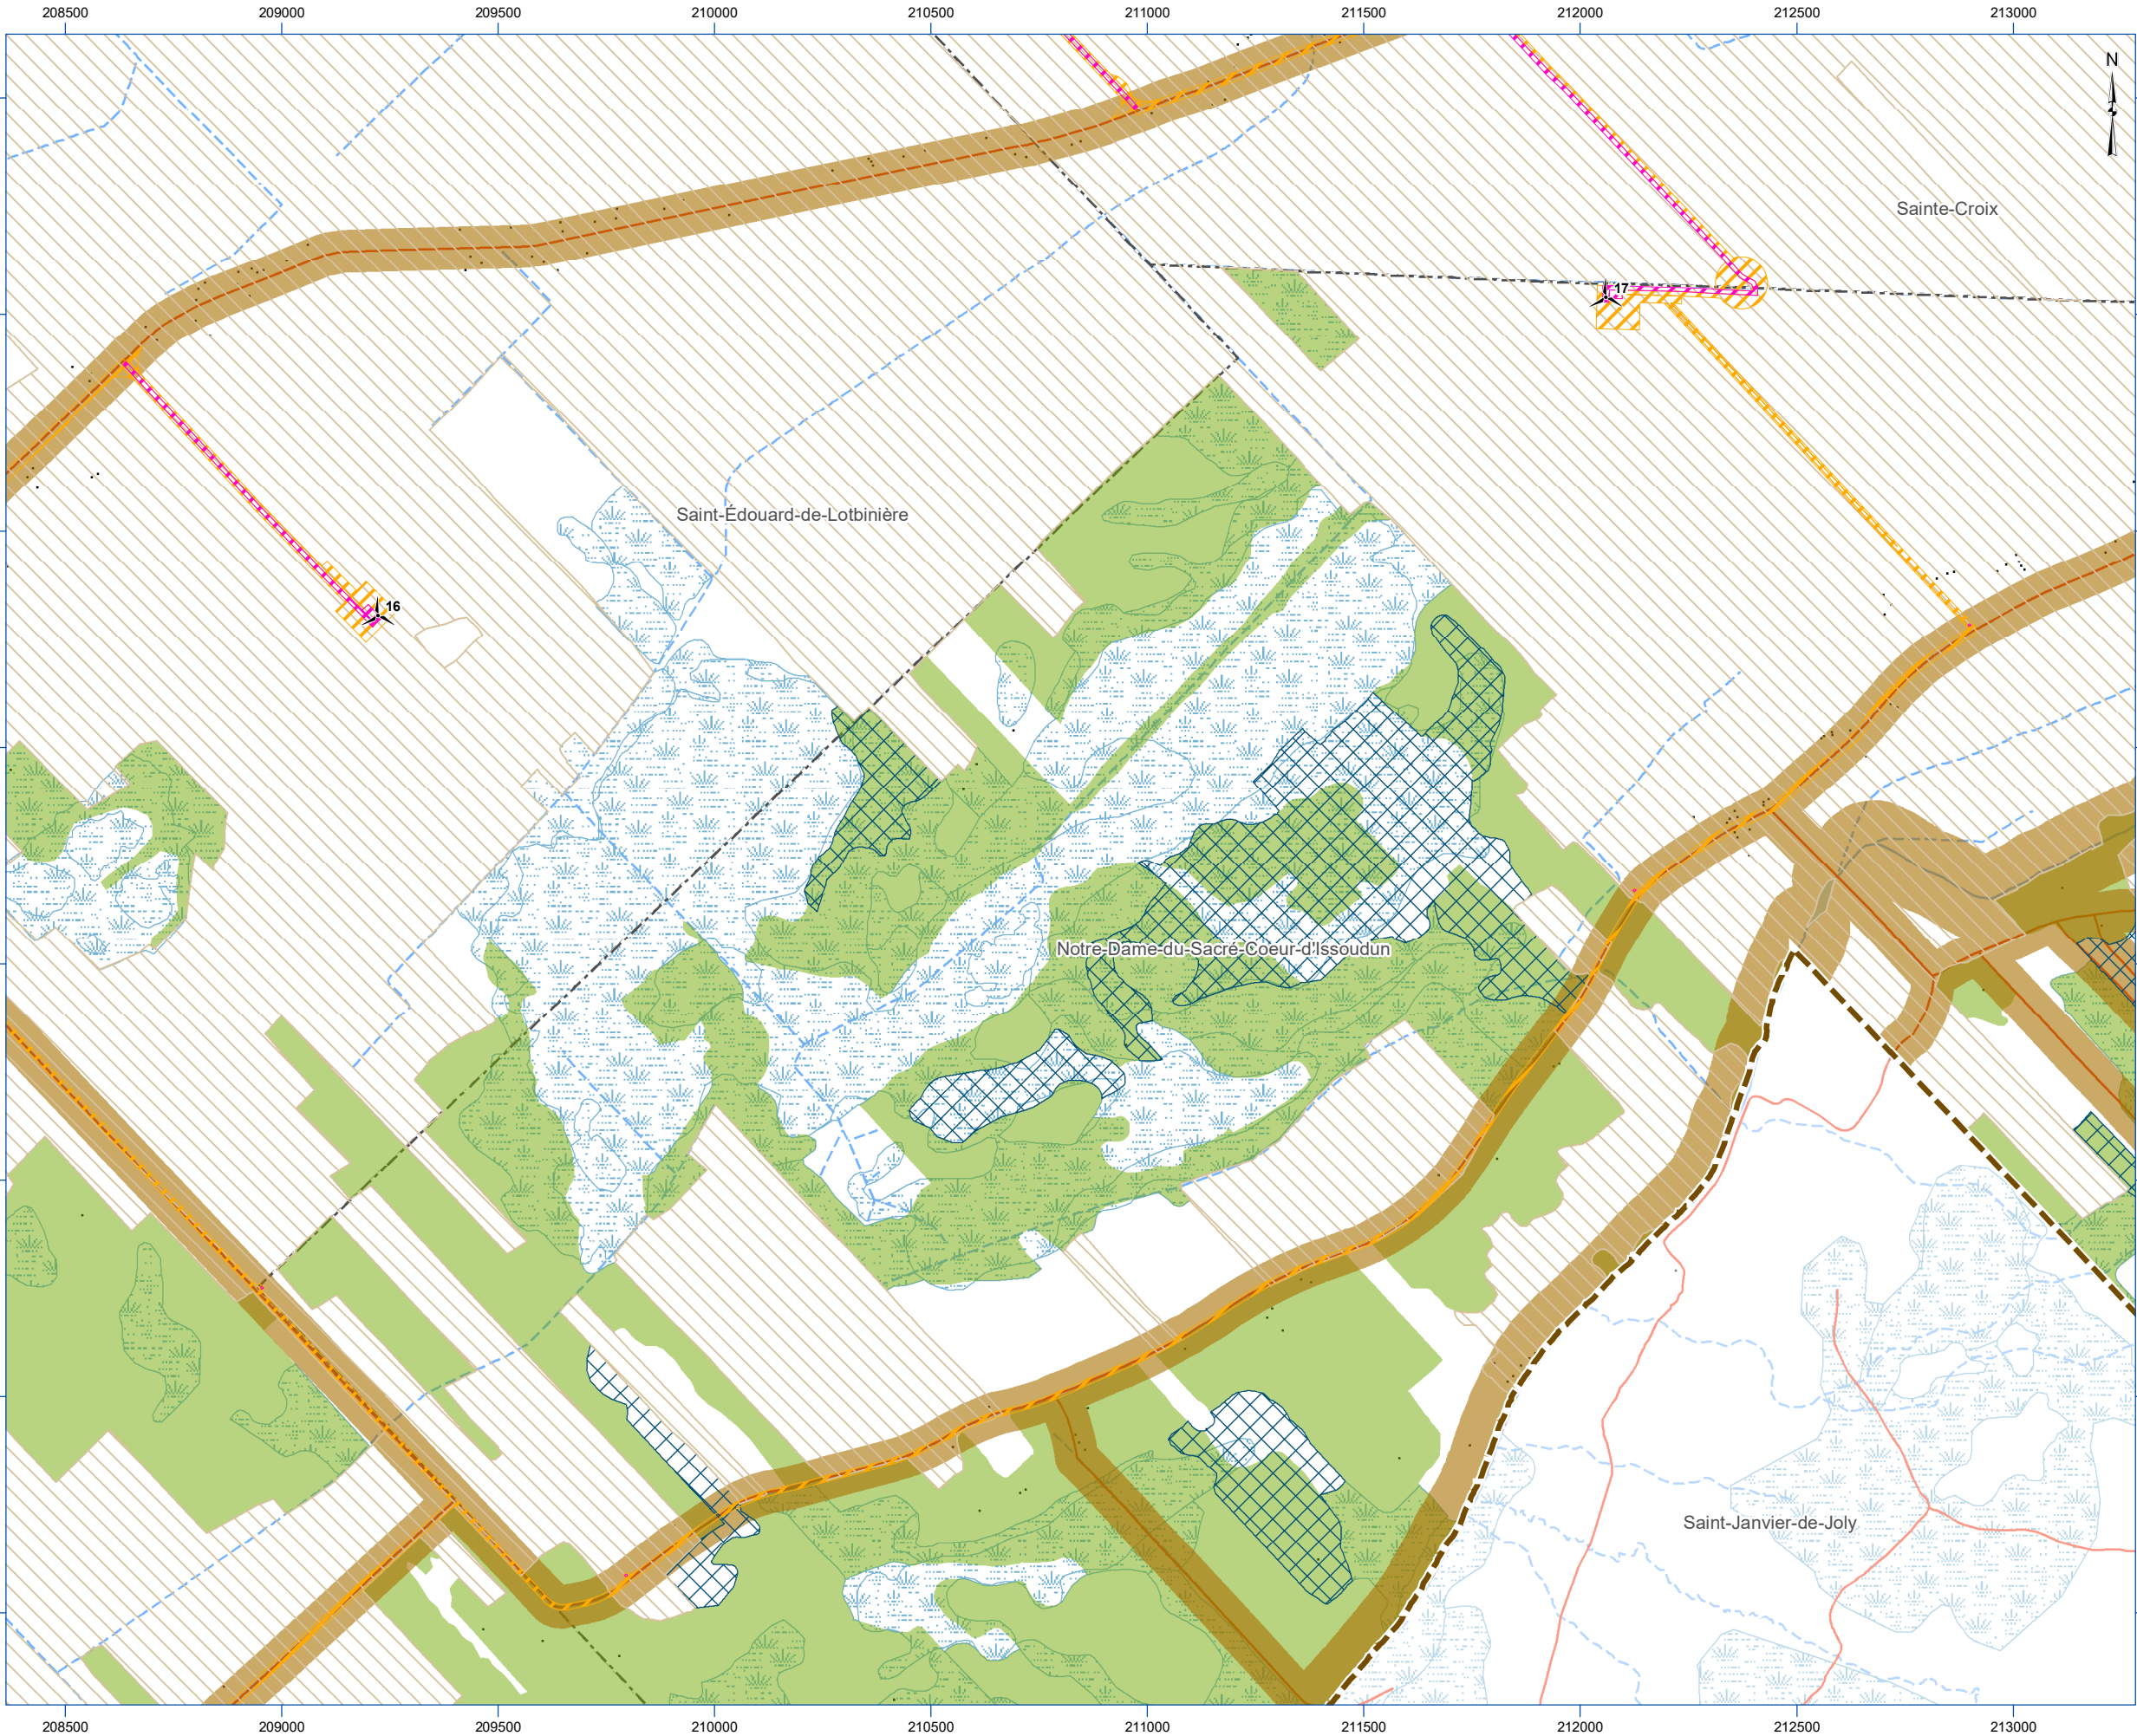 208500 209000 209500 210000 210500 211000 211500 212000 212500 213000
N
Sainte-Croix
17
Saint-Édouard-de-Lotbinière
16
Notre-Dame-du-Sacré-Coeur-d'Issoudun
Saint-Janvier-de-Joly
208500 209000 209500 210000 210500 211000 211500 212000 212500 213000